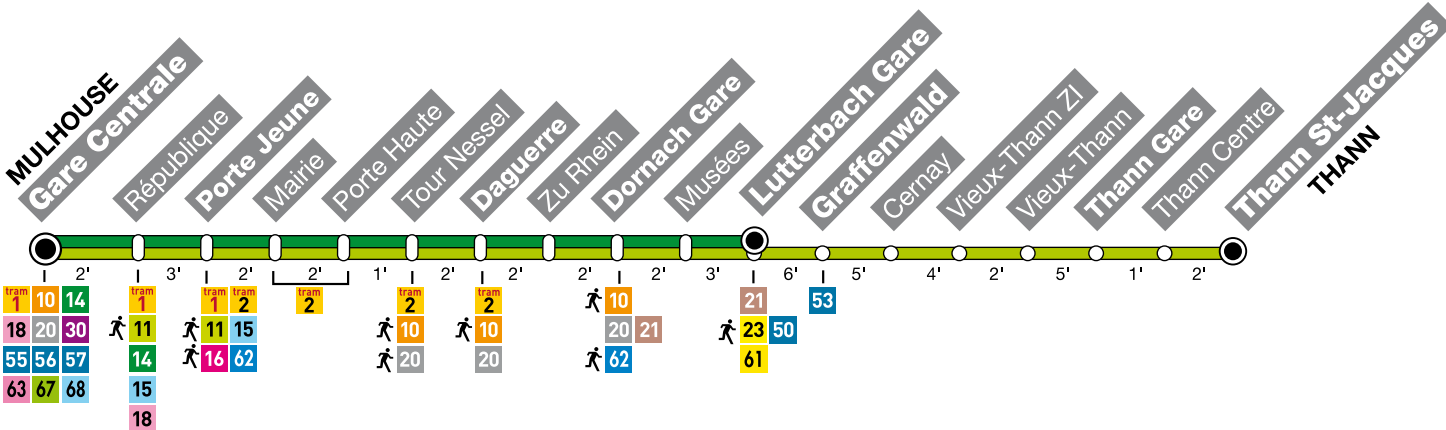 MULHOUSE
Gare Centrale
République
Porte Jeune
Mairie
Porte Haute
Tour Nessel
Daguerre
Zu Rhein
Dornach Gare
Musées
Lutterbach Gare
Graffenwald
Cernay
Vieux-Thann ZI
Vieux-Thann
Thann Gare
Thann Centre
Thann St-Jacques
THANN
2' 3' 2' 2' 1' 2' 2' 2' 2' 3' 6' 5' 4' 2' 5' 1' 2'
tram 1 10 14
18 20 30
55 56 57
63 67 68
tram 1
11
14
15
18
tram 1 tram 2
11 15
16 62
tram 2
tram 2
10
20
tram 2
10
20
10
20 21
62
21
23 50
61
53